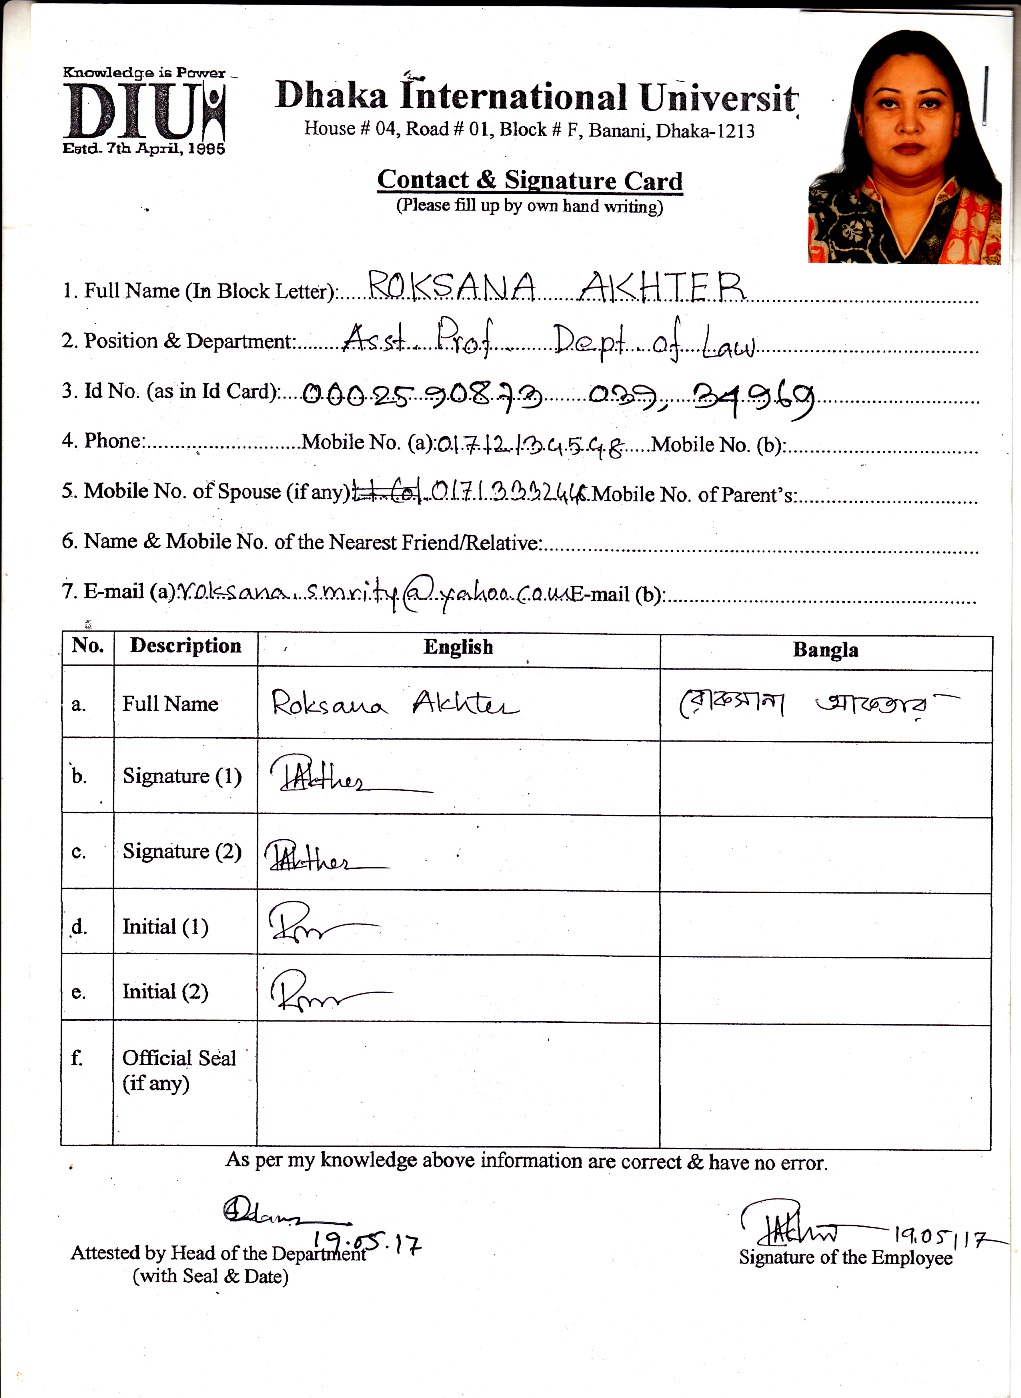 Knowledge is Power
DIU
Estd. 7th April, 1995
Dhaka International Universit
House # 04, Road # 01, Block # F, Banani, Dhaka-1213
Contact & Signature Card
(Please fill up by own hand writing)
1. Full Name (In Block Letter):.....ROKSANA AKHTER
2. Position & Department:........Asst. Prof. Dept. of Law
3. Id No. (as in Id Card):...0002590873 039, 34969
4. Phone:............................Mobile No. (a):01712134548.....Mobile No. (b):
5. Mobile No. of Spouse (if any) 01713332446.Mobile No. of Parent's:
6. Name & Mobile No. of the Nearest Friend/Relative:
7. E-mail (a):roksana.smrity@yahoo.com E-mail (b):
No. Description English Bangla
a. Full Name Roksana Akhter রোকসানা আকতার
b. Signature (1) RAkther
c. Signature (2) RAkther
d. Initial (1)
e. Initial (2)
f. Official Seal
(if any)
As per my knowledge above information are correct & have no error.
19.05.17
Attested by Head of the Department
(with Seal & Date)
19.05.17
Signature of the Employee